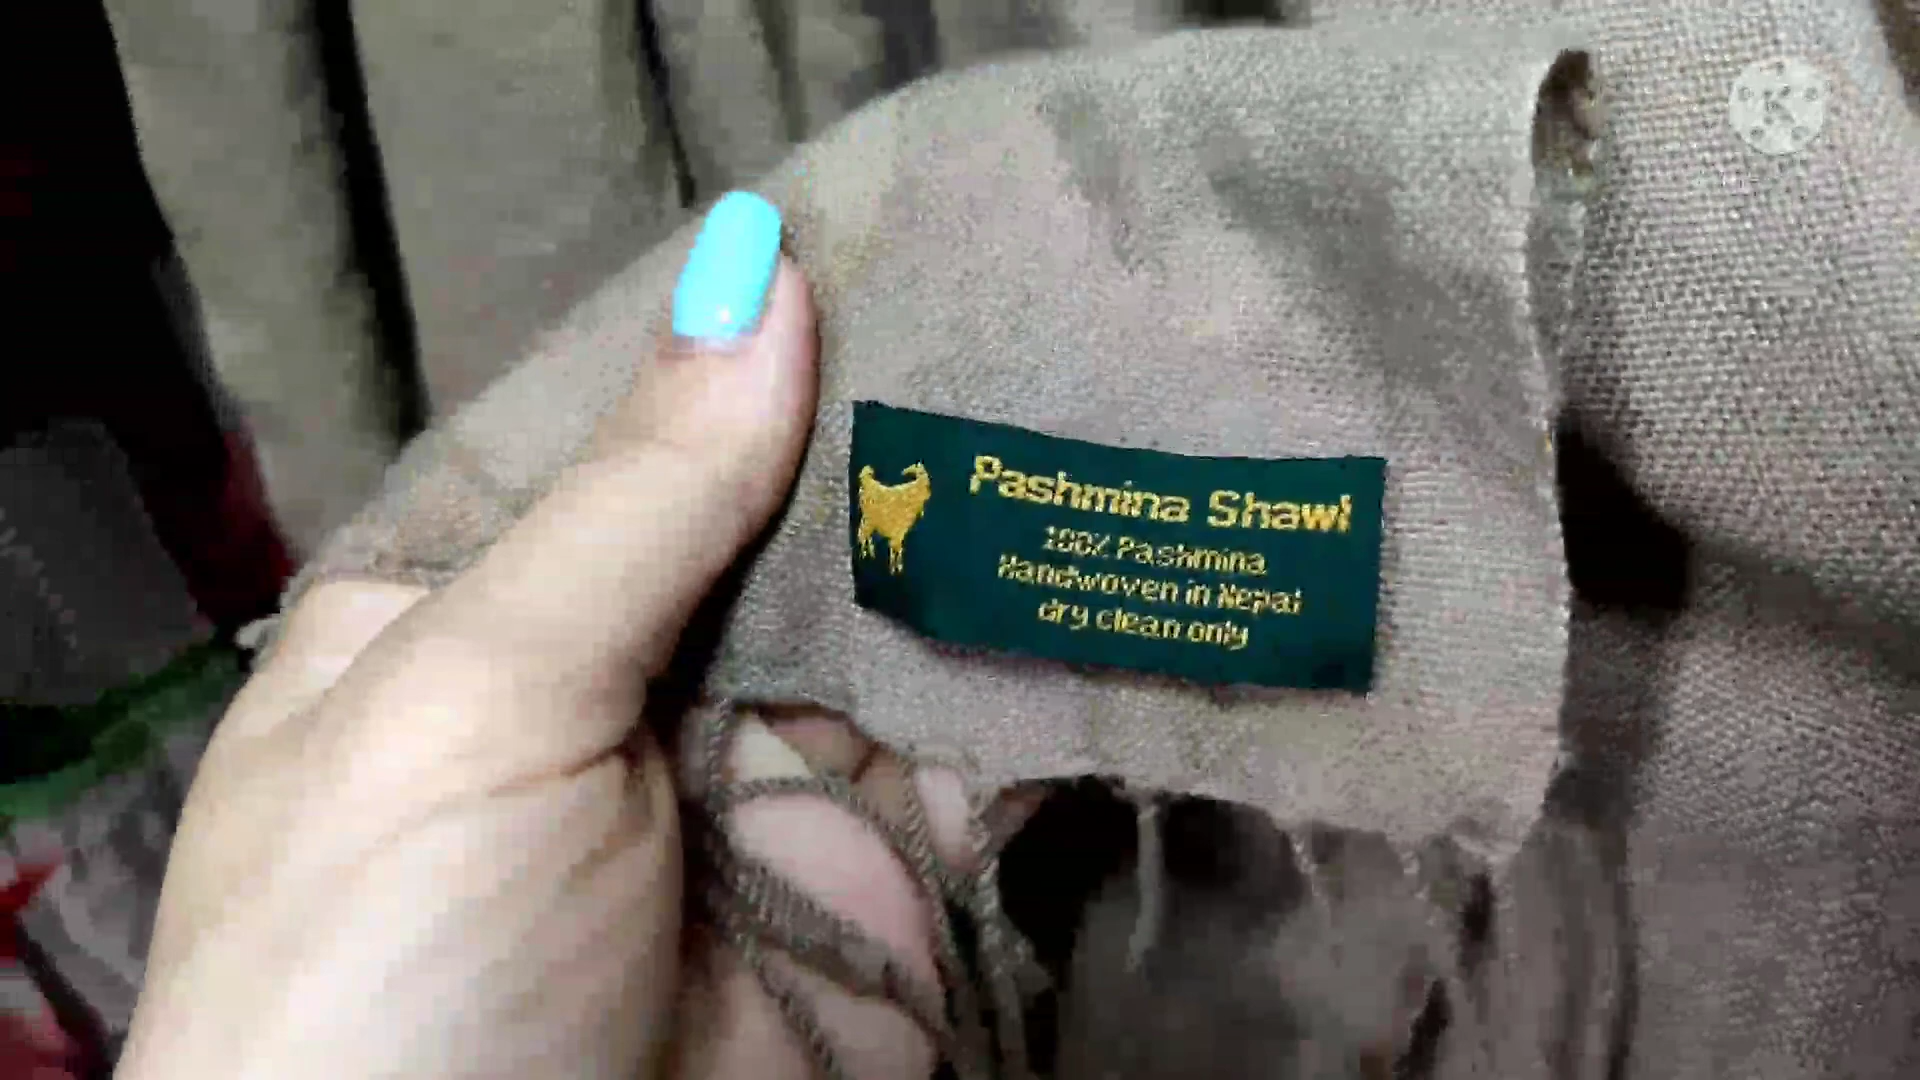 Pashmina Shawl
100% Pashmina
Handwoven in Nepal
dry clean only
K